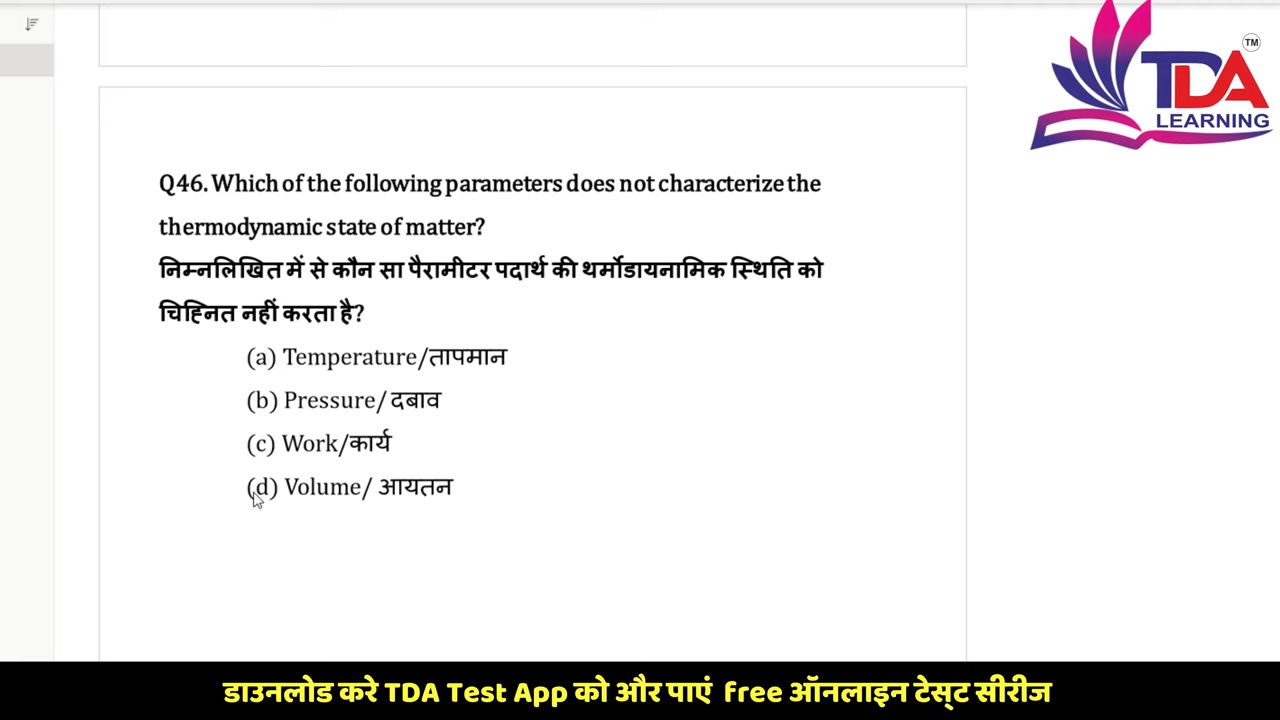 TM
TDA
LEARNING
Q46. Which of the following parameters does not characterize the
thermodynamic state of matter?
निम्नलिखित में से कौन सा पैरामीटर पदार्थ की थर्मोडायनामिक स्थिति को
चिह्नित नहीं करता है?
(a) Temperature/तापमान
(b) Pressure/ दबाव
(c) Work/कार्य
(d) Volume/ आयतन
डाउनलोड करे TDA Test App को और पाएं free ऑनलाइन टेस्ट सीरीज